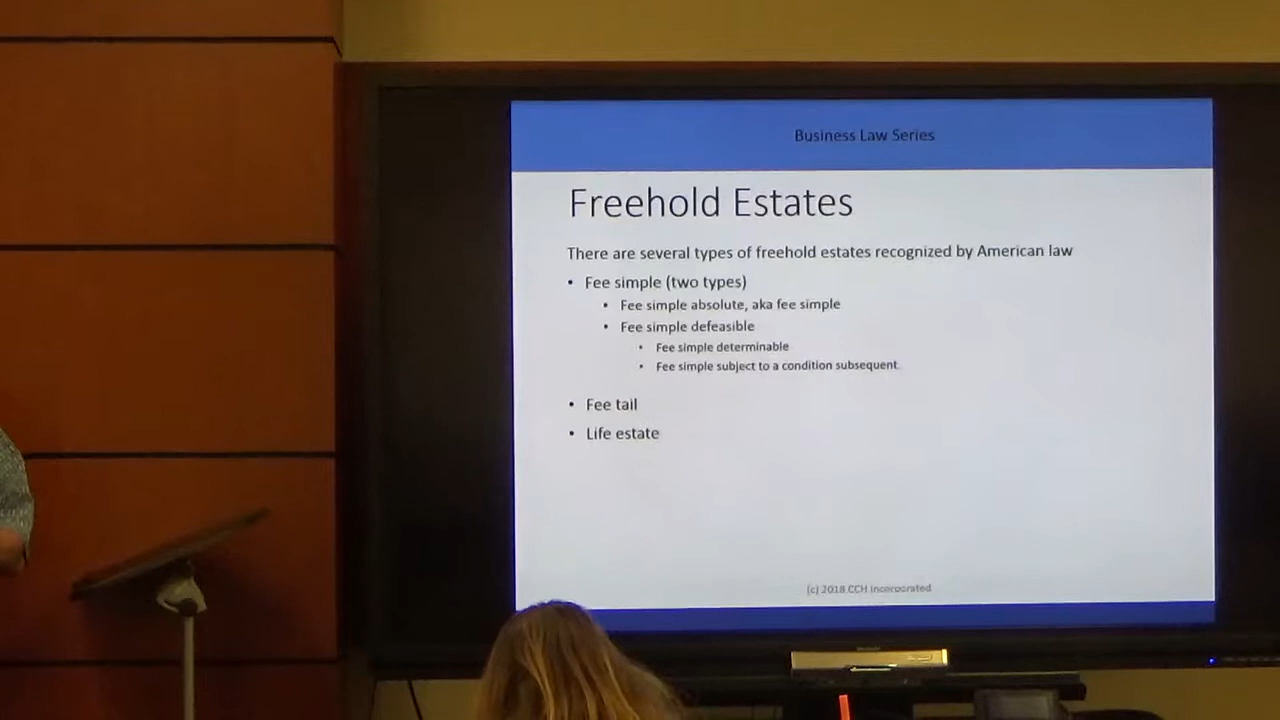 Business Law Series
Freehold Estates
There are several types of freehold estates recognized by American law
• Fee simple (two types)
• Fee simple absolute, aka fee simple
• Fee simple defeasible
• Fee simple determinable
• Fee simple subject to a condition subsequent
• Fee tail
• Life estate
(c) 2018 CCH Incorporated